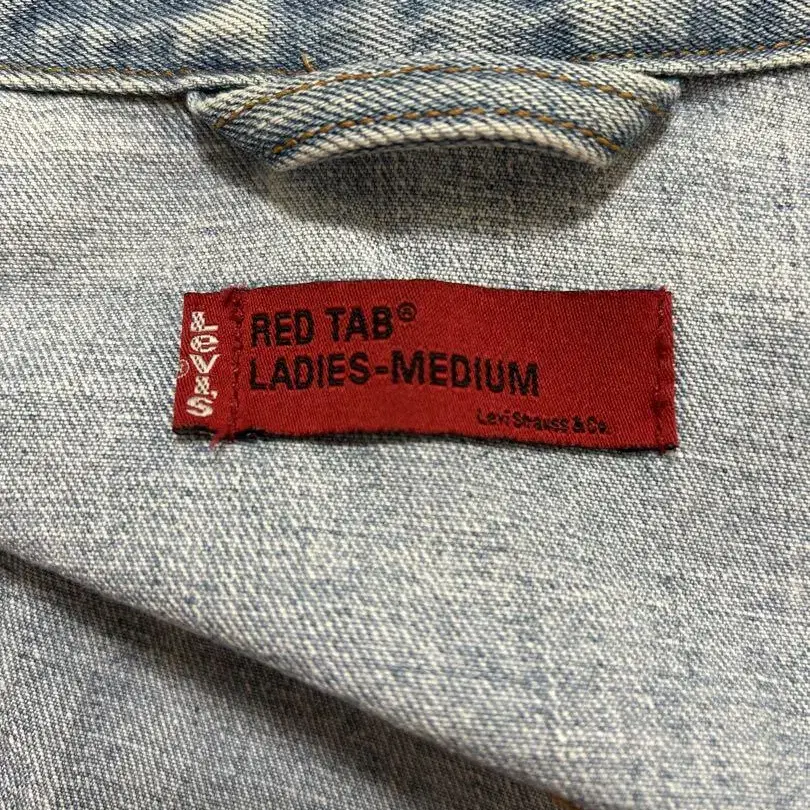 LEVI'S
RED TAB®
LADIES-MEDIUM
Levi Strauss & Co.